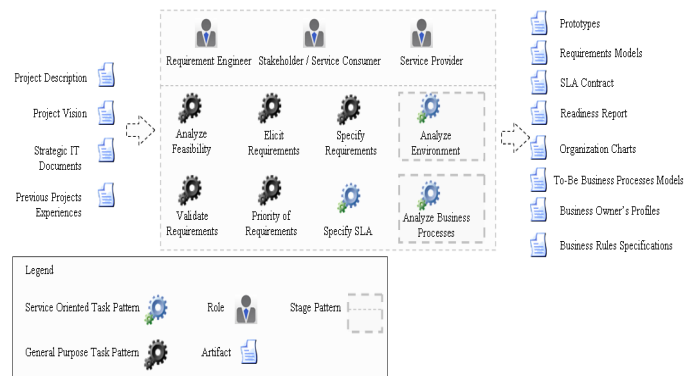 Project Description
Project Vision
Strategic IT
Documents
Previous Projects
Experiences
Requirement Engineer
Stakeholder / Service Consumer
Service Provider
Analyze
Feasibility
Elicit
Requirements
Specify
Requirements
Analyze
Environment
Validate
Requirements
Priority of
Requirements
Specify SLA
Analyze Business
Processes
Prototypes
Requirements Models
SLA Contract
Readiness Report
Organization Charts
To-Be Business Processes Models
Business Owner's Profiles
Business Rules Specifications
Legend
Service Oriented Task Pattern
Role
Stage Pattern
General Purpose Task Pattern
Artifact